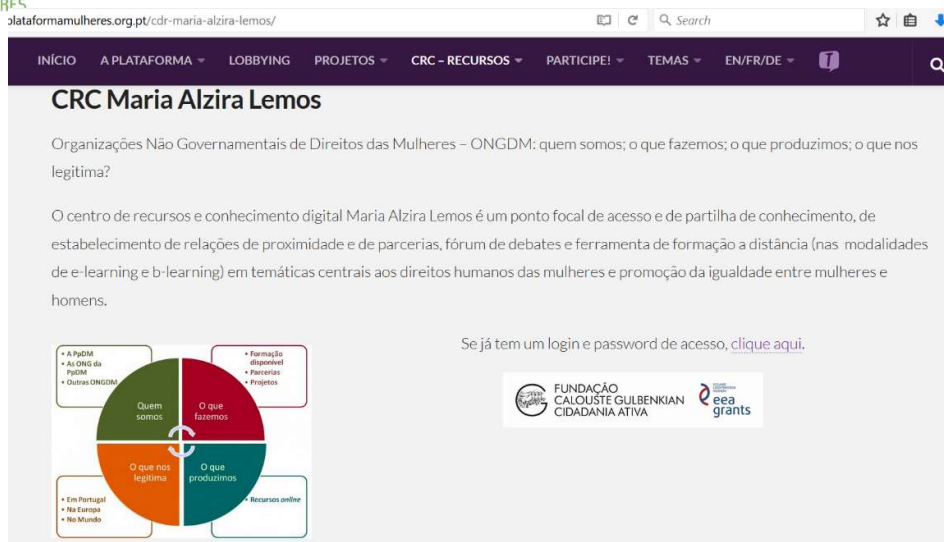 RES
plataformamulheres.org.pt/cdr-maria-alzira-lemos/
Search
INÍCIO A PLATAFORMA LOBBYING PROJETOS CRC – RECURSOS PARTICIPE! TEMAS EN/FR/DE
CRC Maria Alzira Lemos
Organizações Não Governamentais de Direitos das Mulheres – ONGDM: quem somos; o que fazemos; o que produzimos; o que nos
legitima?
O centro de recursos e conhecimento digital Maria Alzira Lemos é um ponto focal de acesso e de partilha de conhecimento, de
estabelecimento de relações de proximidade e de parcerias, fórum de debates e ferramenta de formação a distância (nas modalidades
de e-learning e b-learning) em temáticas centrais aos direitos humanos das mulheres e promoção da igualdade entre mulheres e
homens.
• A PpDM
• As ONG da
PpDM
• Outras ONGDM
• Formação
disponível
• Parcerias
• Projetos
Quem
somos
O que
fazemos
O que nos
legitima
O que
produzimos
• Em Portugal
• Na Europa
• No Mundo
• Recursos online
Se já tem um login e password de acesso, clique aqui.
FUNDAÇÃO
CALOUSTE GULBENKIAN
CIDADANIA ATIVA
eea
grants